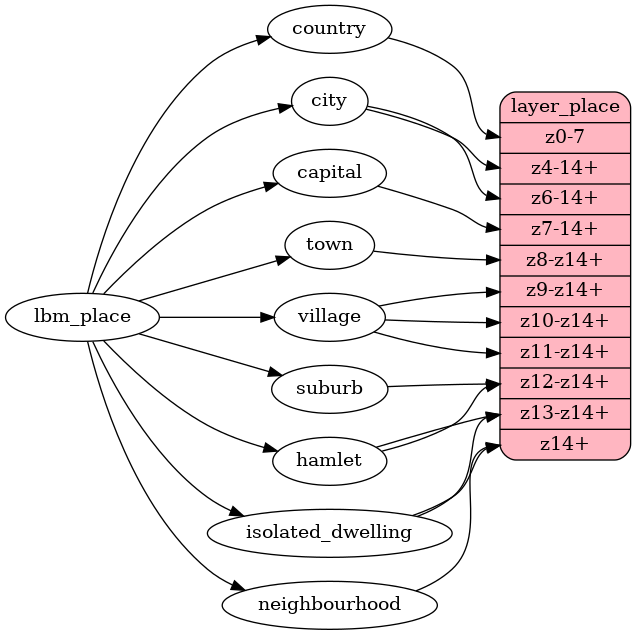 country
layer_place
city
z0-7
z4-14+
capital
z6-14+
z7-14+
town
z8-z14+
z9-z14+
lbm_place
village
z10-z14+
z11-z14+
suburb
z12-z14+
z13-z14+
z14+
hamlet
isolated_dwelling
neighbourhood